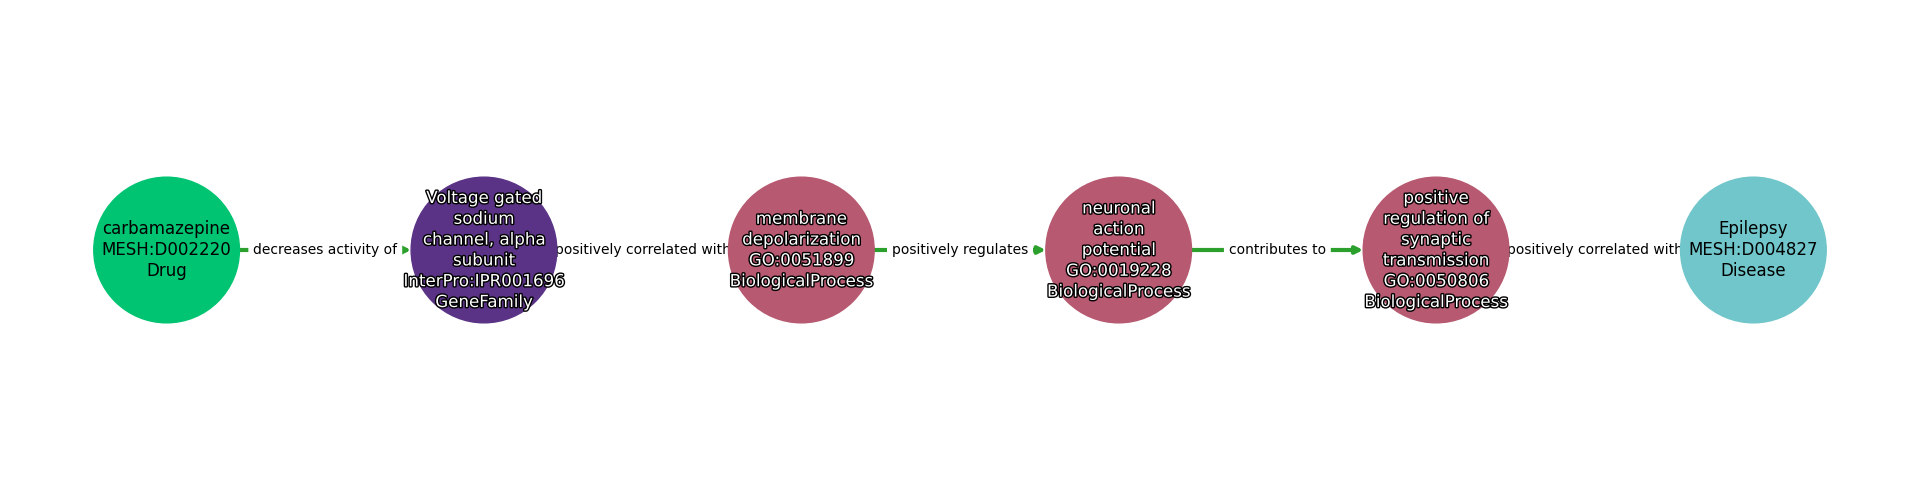 carbamazepine
MESH:D002220
Drug
decreases activity of
Voltage gated
sodium
channel, alpha
subunit
InterPro:IPR001696
GeneFamily
positively correlated with
membrane
depolarization
GO:0051899
BiologicalProcess
positively regulates
neuronal
action
potential
GO:0019228
BiologicalProcess
contributes to
positive
regulation of
synaptic
transmission
GO:0050806
BiologicalProcess
positively correlated with
Epilepsy
MESH:D004827
Disease